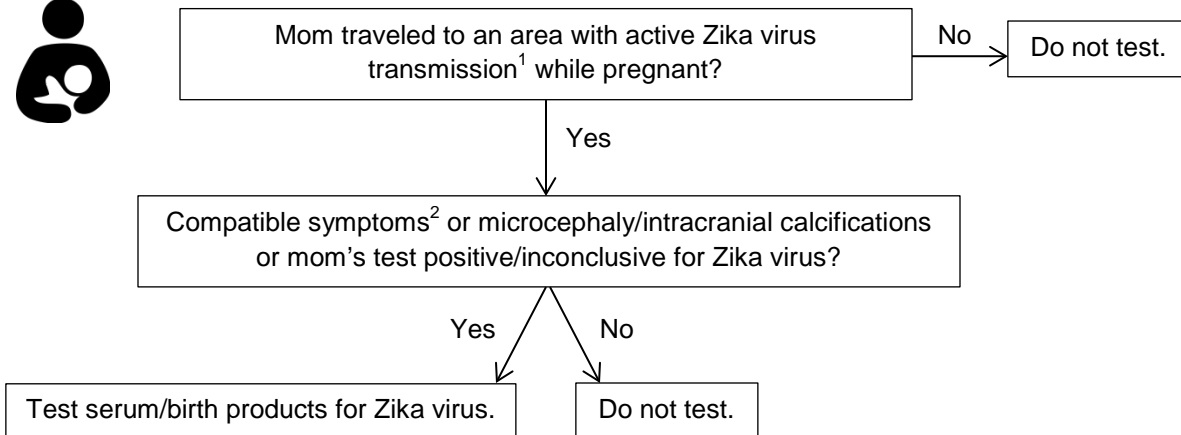 Mom traveled to an area with active Zika virus
transmission¹ while pregnant?
No
Do not test.
Yes
Compatible symptoms² or microcephaly/intracranial calcifications
or mom’s test positive/inconclusive for Zika virus?
Yes
No
Test serum/birth products for Zika virus.
Do not test.